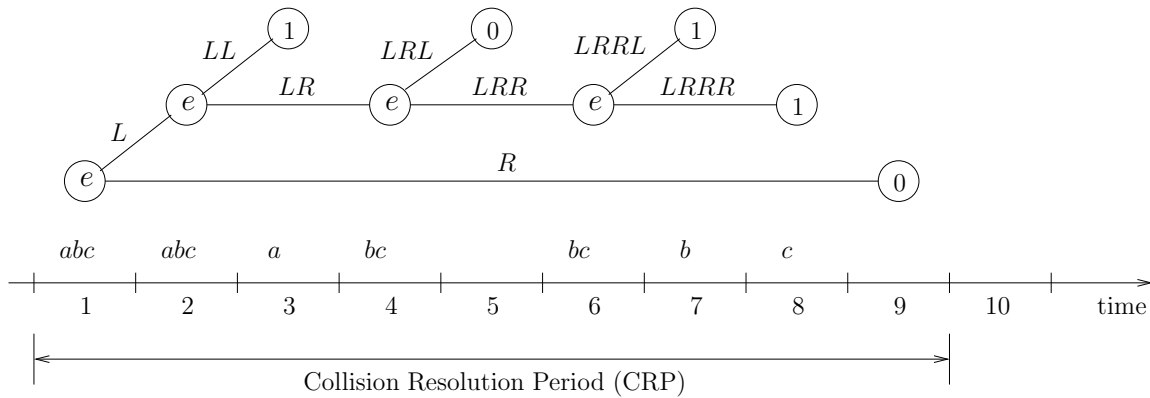 1 0 1
LL LRL LRRL
e LR e LRR e LRRR 1
L
e R 0
abc abc a bc bc b c
1 2 3 4 5 6 7 8 9 10 time
Collision Resolution Period (CRP)